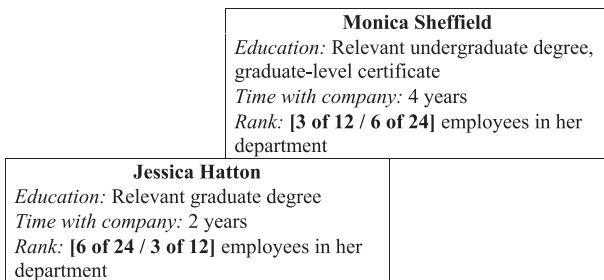 Monica Sheffield
Education: Relevant undergraduate degree,
graduate-level certificate
Time with company: 4 years
Rank: [3 of 12 / 6 of 24] employees in her
department
Jessica Hatton
Education: Relevant graduate degree
Time with company: 2 years
Rank: [6 of 24 / 3 of 12] employees in her
department